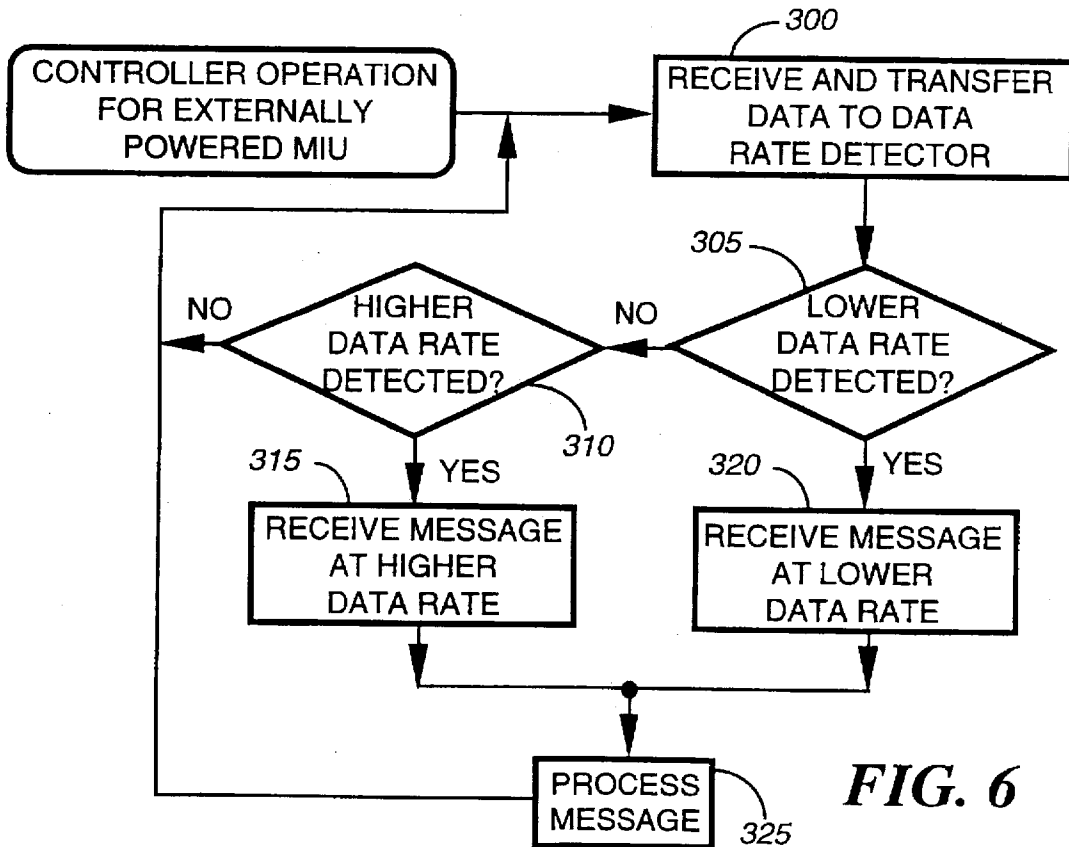 300
CONTROLLER OPERATION
FOR EXTERNALLY
POWERED MIU
RECEIVE AND TRANSFER
DATA TO DATA
RATE DETECTOR
305
NO
HIGHER
DATA RATE
DETECTED?
NO
LOWER
DATA RATE
DETECTED?
310
315
YES
320
YES
RECEIVE MESSAGE
AT HIGHER
DATA RATE
RECEIVE MESSAGE
AT LOWER
DATA RATE
PROCESS
MESSAGE
325
FIG. 6